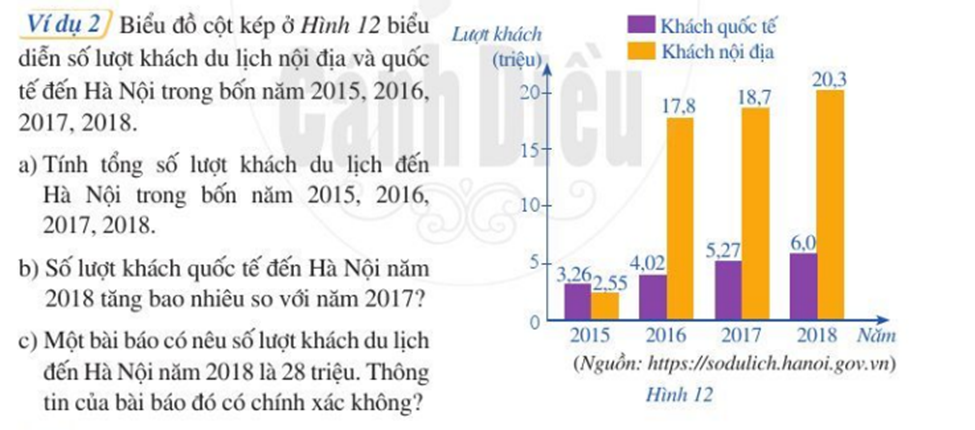 Ví dụ 2 Biểu đồ cột kép ở Hình 12 biểu
diễn số lượt khách du lịch nội địa và quốc
tế đến Hà Nội trong bốn năm 2015, 2016,
2017, 2018.
a) Tính tổng số lượt khách du lịch đến
Hà Nội trong bốn năm 2015, 2016,
2017, 2018.
b) Số lượt khách quốc tế đến Hà Nội năm
2018 tăng bao nhiêu so với năm 2017?
c) Một bài báo có nêu số lượt khách du lịch
đến Hà Nội năm 2018 là 28 triệu. Thông
tin của bài báo đó có chính xác không?
Lượt khách
(triệu)
Khách quốc tế
Khách nội địa
20
15
10
5
0
3,26
2,55
4,02
17,8
5,27
18,7
6,0
20,3
2015 2016 2017 2018 Năm
(Nguồn: https://sodulich.hanoi.gov.vn)
Hình 12
Cánh Diều